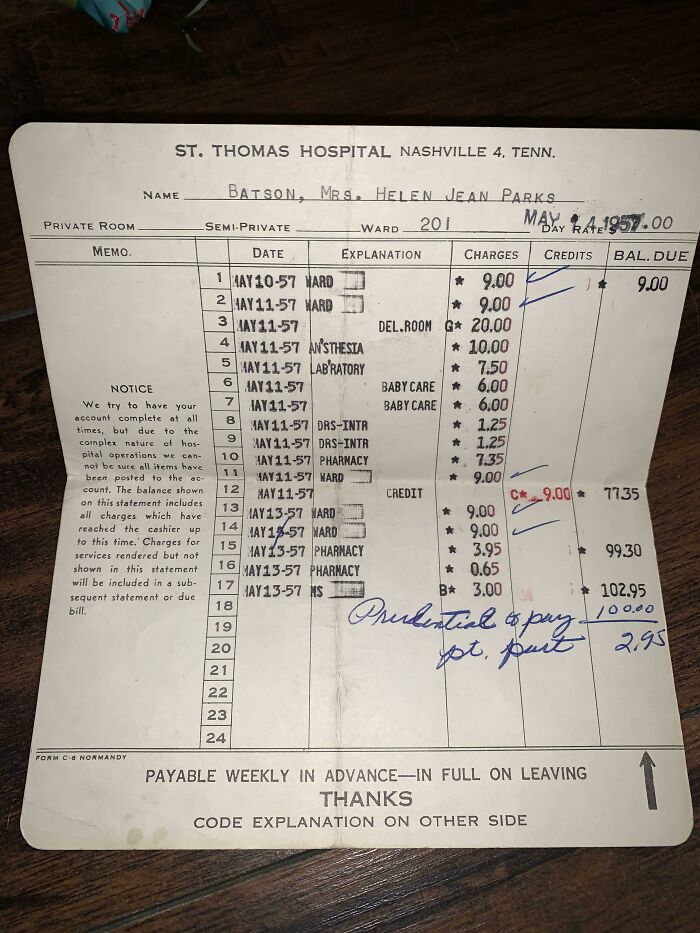 ST. THOMAS HOSPITAL NASHVILLE 4, TENN.
NAME BATSON, MRS. HELEN JEAN PARKS
PRIVATE ROOM SEMI-PRIVATE WARD 201 MAY 14 1957 DAY RATE $ .00
MEMO. DATE EXPLANATION CHARGES CREDITS BAL. DUE
1 MAY10-57 WARD * 9.00 * 9.00
2 MAY11-57 WARD * 9.00
3 MAY11-57 DEL.ROOM G* 20.00
4 MAY11-57 AN'STHESIA * 10.00
5 MAY11-57 LAB'RATORY * 7.50
6 MAY11-57 BABY CARE * 6.00
7 MAY11-57 BABY CARE * 6.00
8 MAY11-57 DRS-INTR * 1.25
9 MAY11-57 DRS-INTR * 1.25
10 MAY11-57 PHARMACY * 7.35
11 MAY11-57 WARD * 9.00
12 MAY11-57 CREDIT C* 9.00 * 77.35
13 MAY13-57 WARD * 9.00
14 MAY13-57 WARD * 9.00
15 MAY13-57 PHARMACY * 3.95 * 99.30
16 MAY13-57 PHARMACY * 0.65
17 MAY13-57 MS B* 3.00 * 102.95
18 Prudential to pay 100.00
19 pt. part 2.95
20
21
22
23
24
NOTICE
We try to have your
account complete at all
times, but due to the
complex nature of hos-
pital operations we can-
not be sure all items have
been posted to the ac-
count. The balance shown
on this statement includes
all charges which have
reached the cashier up
to this time. Charges for
services rendered but not
shown in this statement
will be included in a sub-
sequent statement or due
bill.
FORM C-6 NORMANDY
PAYABLE WEEKLY IN ADVANCE—IN FULL ON LEAVING
THANKS
CODE EXPLANATION ON OTHER SIDE